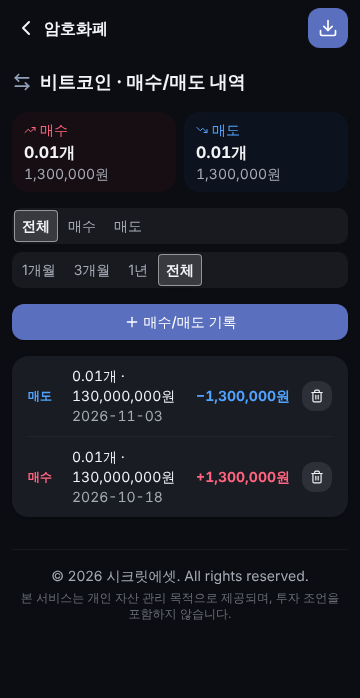 암호화폐
비트코인 · 매수/매도 내역
매수
0.01개
1,300,000원
매도
0.01개
1,300,000원
전체 매수 매도
1개월 3개월 1년 전체
+ 매수/매도 기록
매도
0.01개 ·
130,000,000원
2026-11-03
−1,300,000원
매수
0.01개 ·
130,000,000원
2026-10-18
+1,300,000원
© 2026 시크릿에셋. All rights reserved.
본 서비스는 개인 자산 관리 목적으로 제공되며, 투자 조언을
포함하지 않습니다.